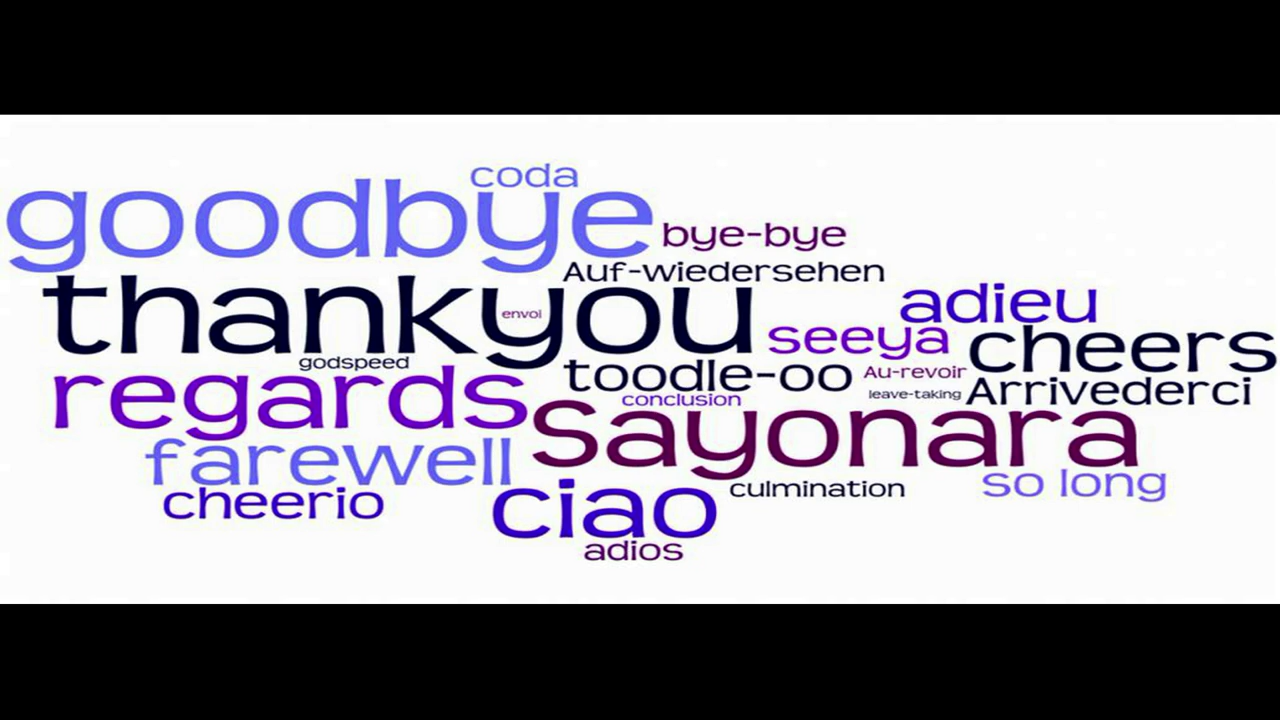 coda
goodbye
bye-bye
Auf-wiedersehen
thankyou
envoi
adieu
seeya
cheers
godspeed
toodle-oo
Au-revoir
regards
conclusion
leave-taking
Arrivederci
Sayonara
farewell
so long
culmination
cheerio
ciao
adios